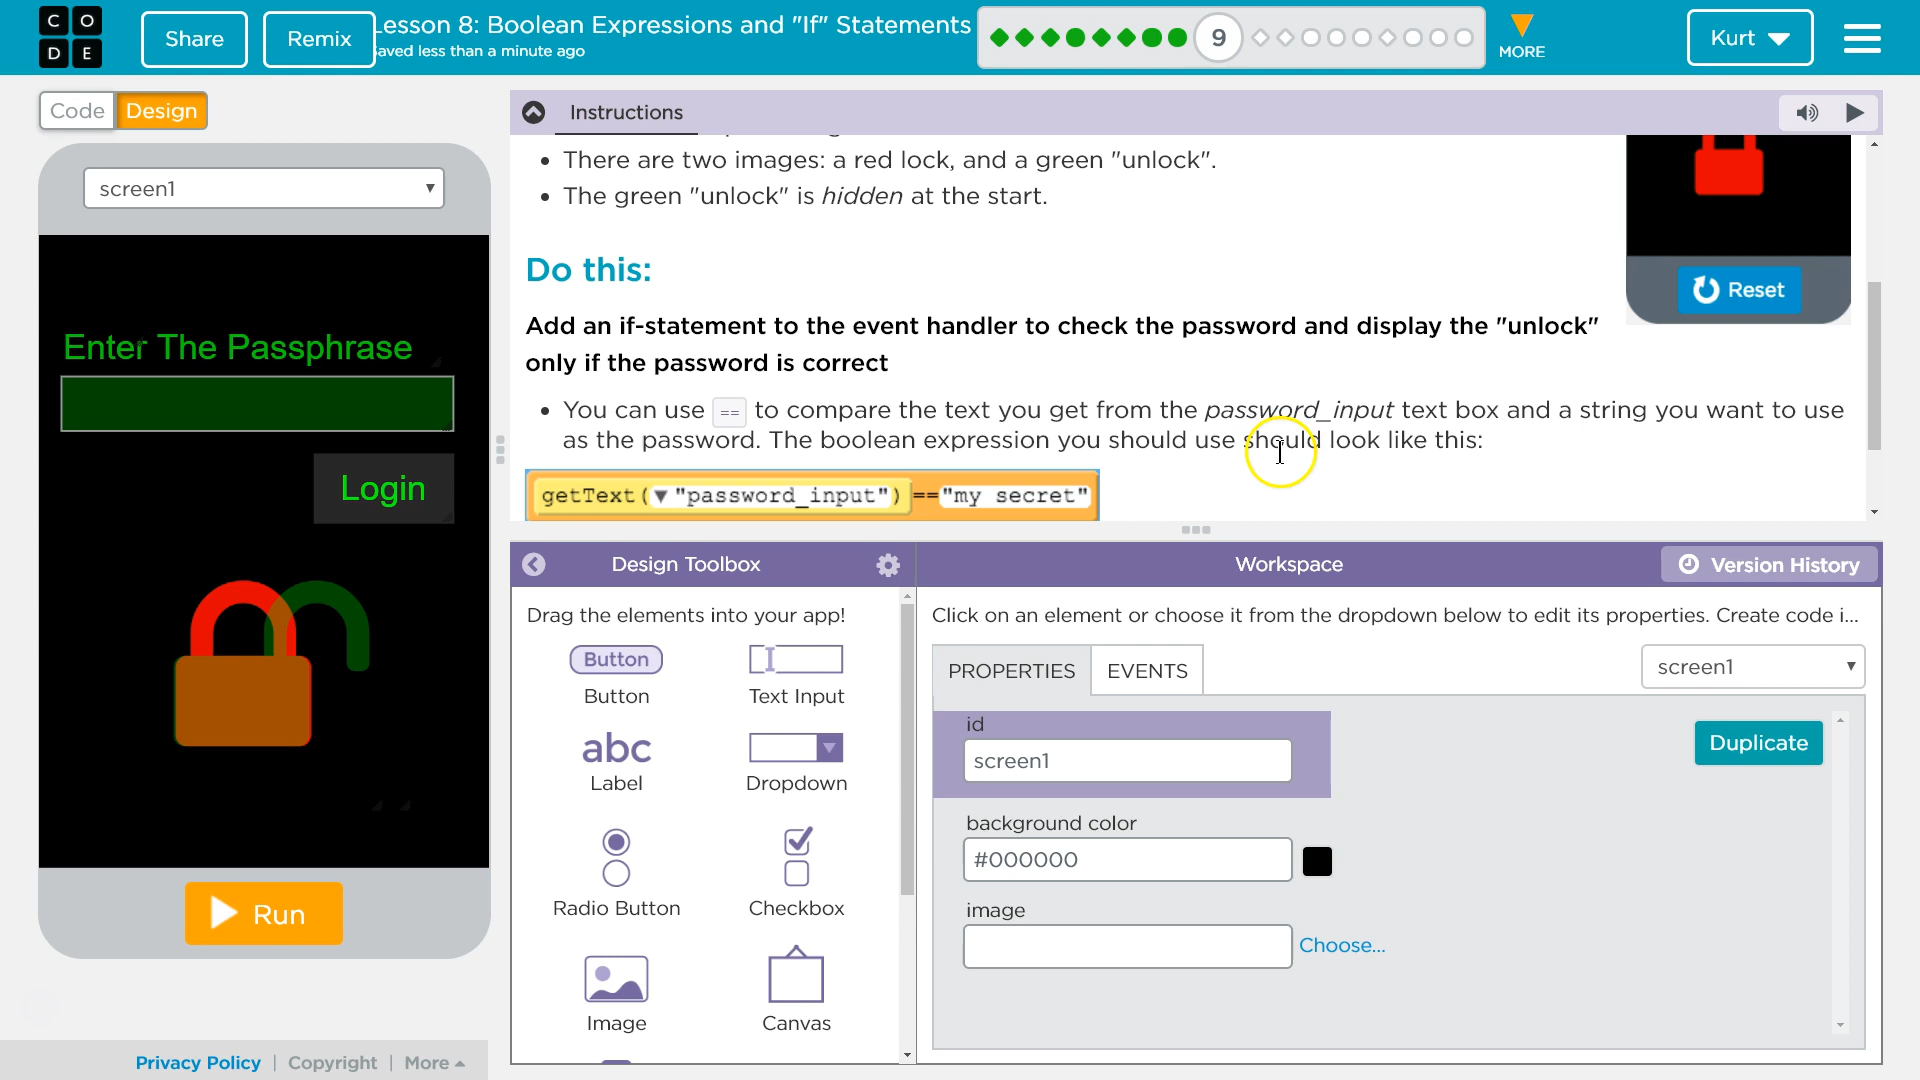 C O
D E
Share
Remix
Lesson 8: Boolean Expressions and "If" Statements
Saved less than a minute ago
9
MORE
Kurt
Code
Design
Instructions
screen1
There are two images: a red lock, and a green "unlock".
The green "unlock" is hidden at the start.
Reset
Do this:
Add an if-statement to the event handler to check the password and display the "unlock"
only if the password is correct
You can use == to compare the text you get from the password_input text box and a string you want to use
as the password. The boolean expression you should use should look like this:
getText("password_input")=="my secret"
Enter The Passphrase
Login
Run
Design Toolbox
Workspace
Version History
Drag the elements into your app!
Button
Button
Text Input
abc
Label
Dropdown
Radio Button
Checkbox
Image
Canvas
Click on an element or choose it from the dropdown below to edit its properties. Create code i...
PROPERTIES
EVENTS
screen1
id
screen1
Duplicate
background color
#000000
image
Choose...
Privacy Policy | Copyright | More